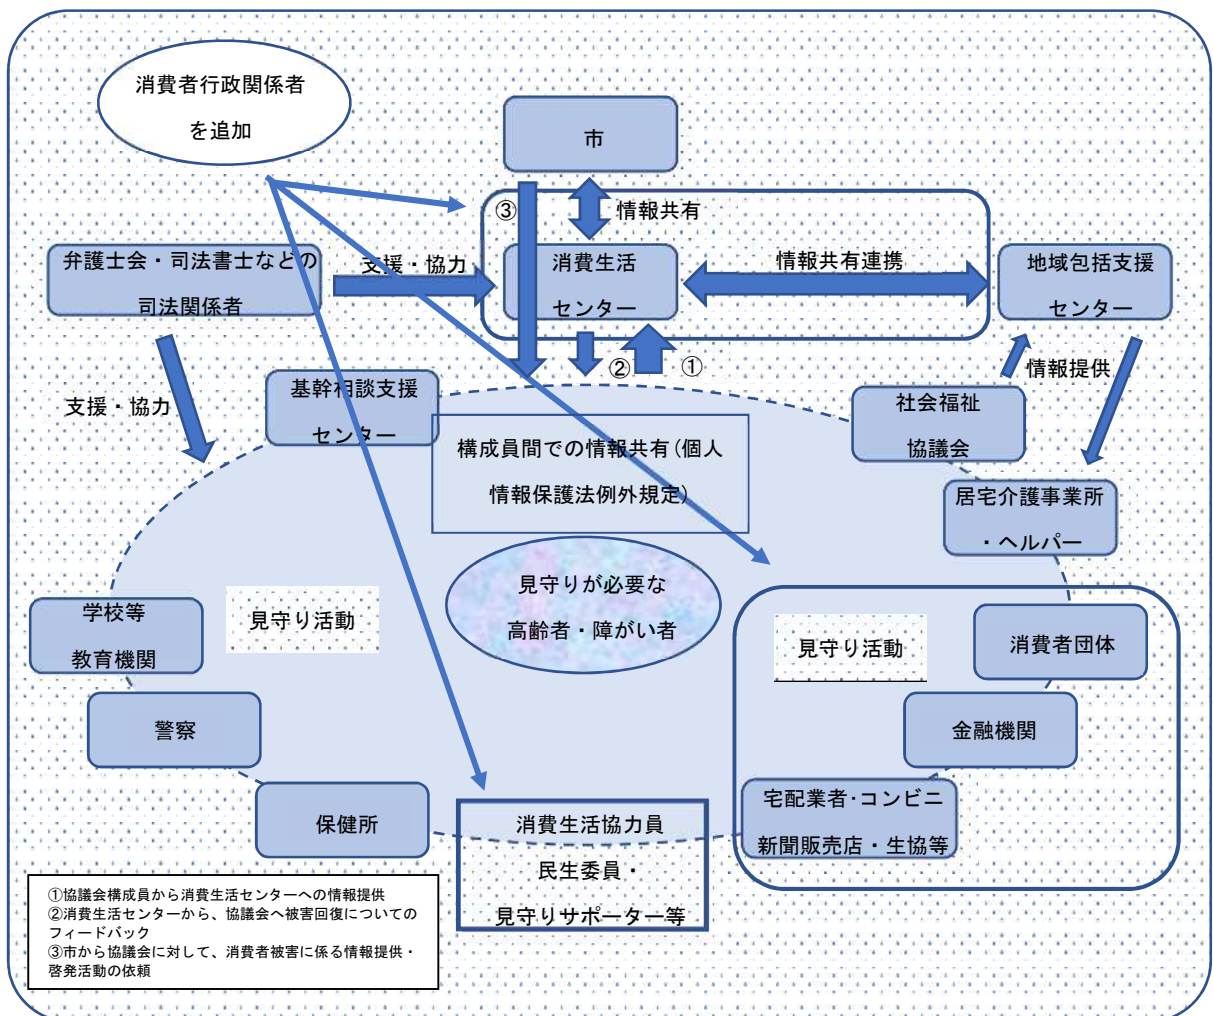 消費者行政関係者
を追加
市
③
情報共有
弁護士会・司法書士などの
司法関係者
支援・協力
消費生活
センター
情報共有連携
地域包括支援
センター
②
①
情報提供
支援・協力
基幹相談支援
センター
社会福祉
協議会
構成員間での情報共有(個人
情報保護法例外規定)
居宅介護事業所
・ヘルパー
見守りが必要な
高齢者・障がい者
学校等
教育機関
見守り活動
見守り活動
消費者団体
警察
金融機関
保健所
消費生活協力員
民生委員・
見守りサポーター等
宅配業者・コンビニ
新聞販売店・生協等
①協議会構成員から消費生活センターへの情報提供
②消費生活センターから、協議会へ被害回復についての
フィードバック
③市から協議会に対して、消費者被害に係る情報提供・
啓発活動の依頼